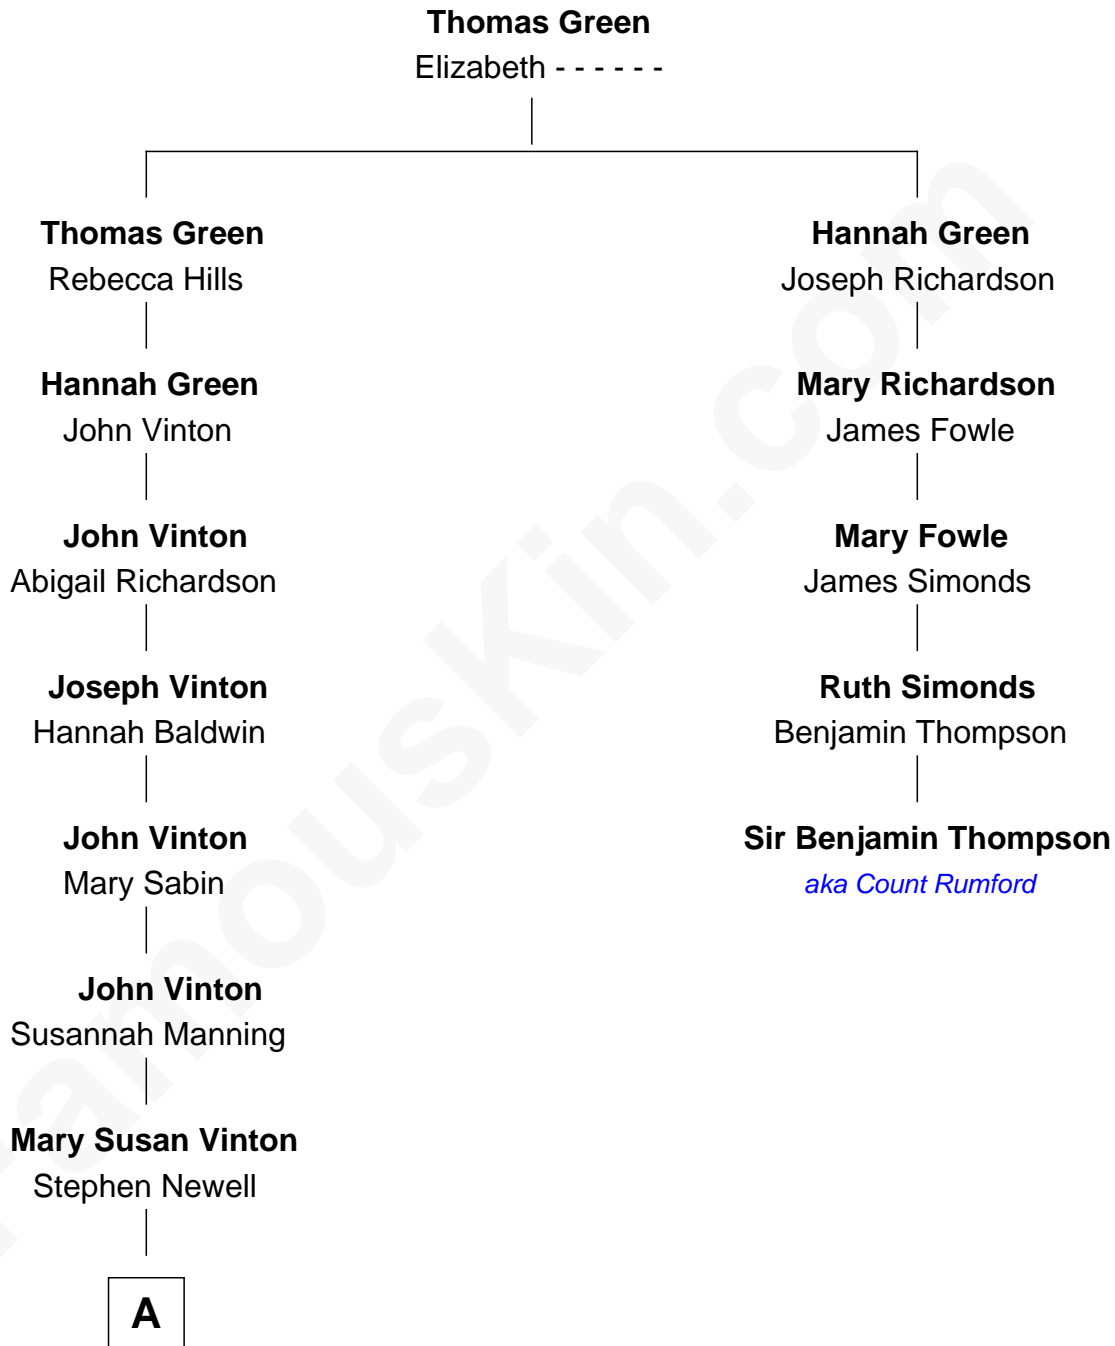 Thomas Green
Elizabeth - - - - - -
Thomas Green
Rebecca Hills
Hannah Green
Joseph Richardson
Hannah Green
John Vinton
Mary Richardson
James Fowle
John Vinton
Abigail Richardson
Mary Fowle
James Simonds
Joseph Vinton
Hannah Baldwin
Ruth Simonds
Benjamin Thompson
John Vinton
Mary Sabin
Sir Benjamin Thompson
aka Count Rumford
John Vinton
Susannah Manning
Mary Susan Vinton
Stephen Newell
A
FamousKin.com